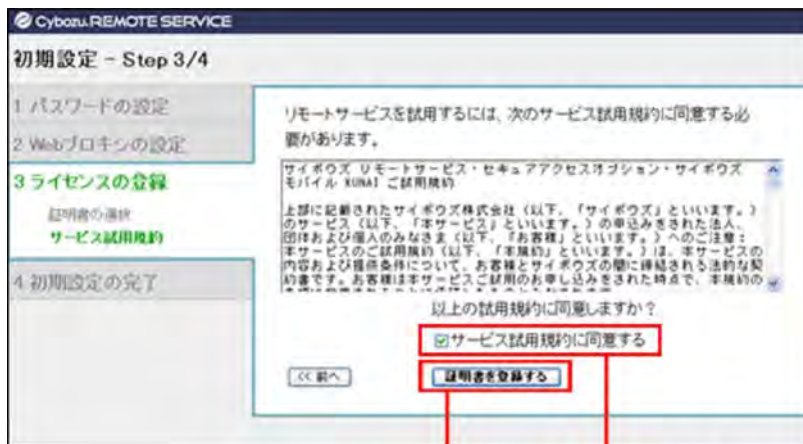 Cybozu.REMOTE SERVICE
初期設定 - Step 3/4
1 パスワードの設定
2 Webプロキシの設定
3 ライセンスの登録
証明書の選択
サービス試用規約
4 初期設定の完了
リモートサービスを試用するには、次のサービス試用規約に同意する必
要があります。
サイボウズ リモートサービス・セキュアアクセスオプション・サイボウズ
モバイル KUNAI ご試用規約
上部に記載されたサイボウズ株式会社（以下、「サイボウズ」といいます。）
のサービス（以下、「本サービス」といいます。）の申込みをされた法人、
団体および個人のみなさま（以下、「お客様」といいます。）へのご注意：
本サービスのご試用規約（以下、「本規約」といいます。）は、本サービスの
内容および提供条件について、お客様とサイボウズの間に締結される法的な契
約書です。お客様は本サービスご試用のお申し込みをされた時点で、本規約の
以上の試用規約に同意しますか？
サービス試用規約に同意する
<< 前へ
証明書を登録する